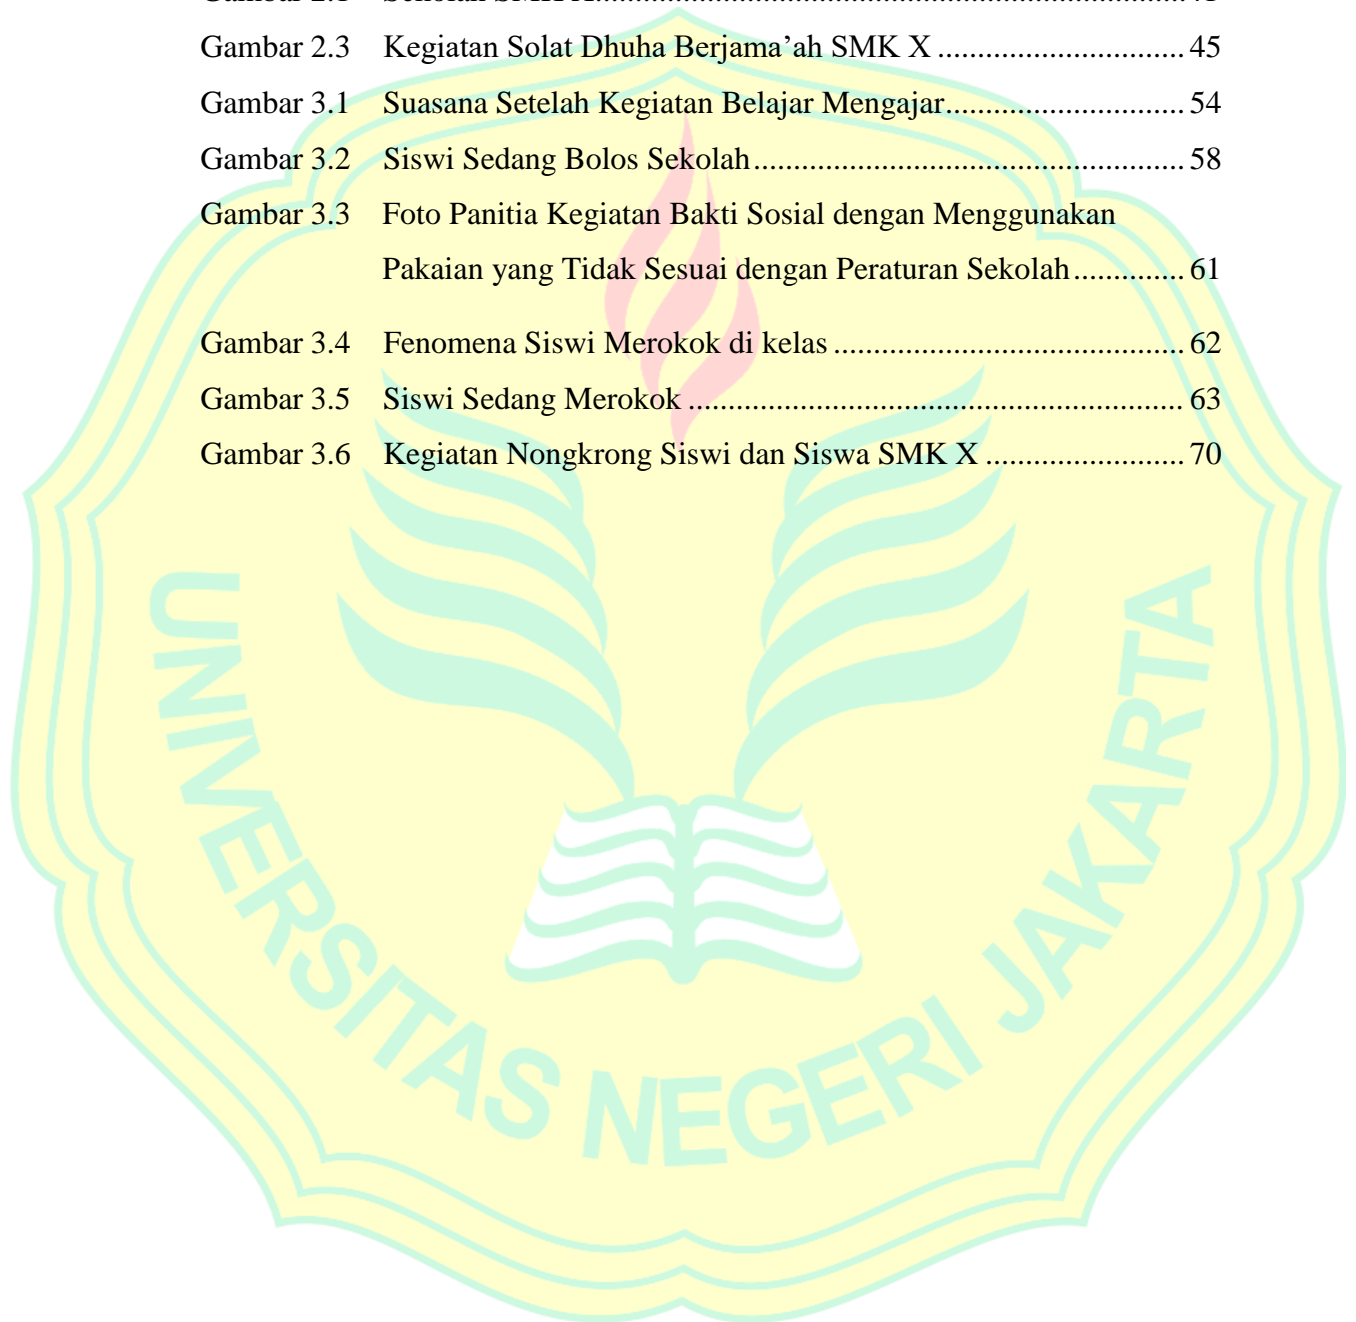 Gambar 2.3 Kegiatan Solat Dhuha Berjama’ah SMK X ............................... 45
Gambar 3.1 Suasana Setelah Kegiatan Belajar Mengajar.............................. 54
Gambar 3.2 Siswi Sedang Bolos Sekolah...................................................... 58
Gambar 3.3 Foto Panitia Kegiatan Bakti Sosial dengan Menggunakan
Pakaian yang Tidak Sesuai dengan Peraturan Sekolah.............. 61
Gambar 3.4 Fenomena Siswi Merokok di kelas ............................................ 62
Gambar 3.5 Siswi Sedang Merokok .............................................................. 63
Gambar 3.6 Kegiatan Nongkrong Siswi dan Siswa SMK X ......................... 70
UNIVERSITAS NEGERI JAKARTA